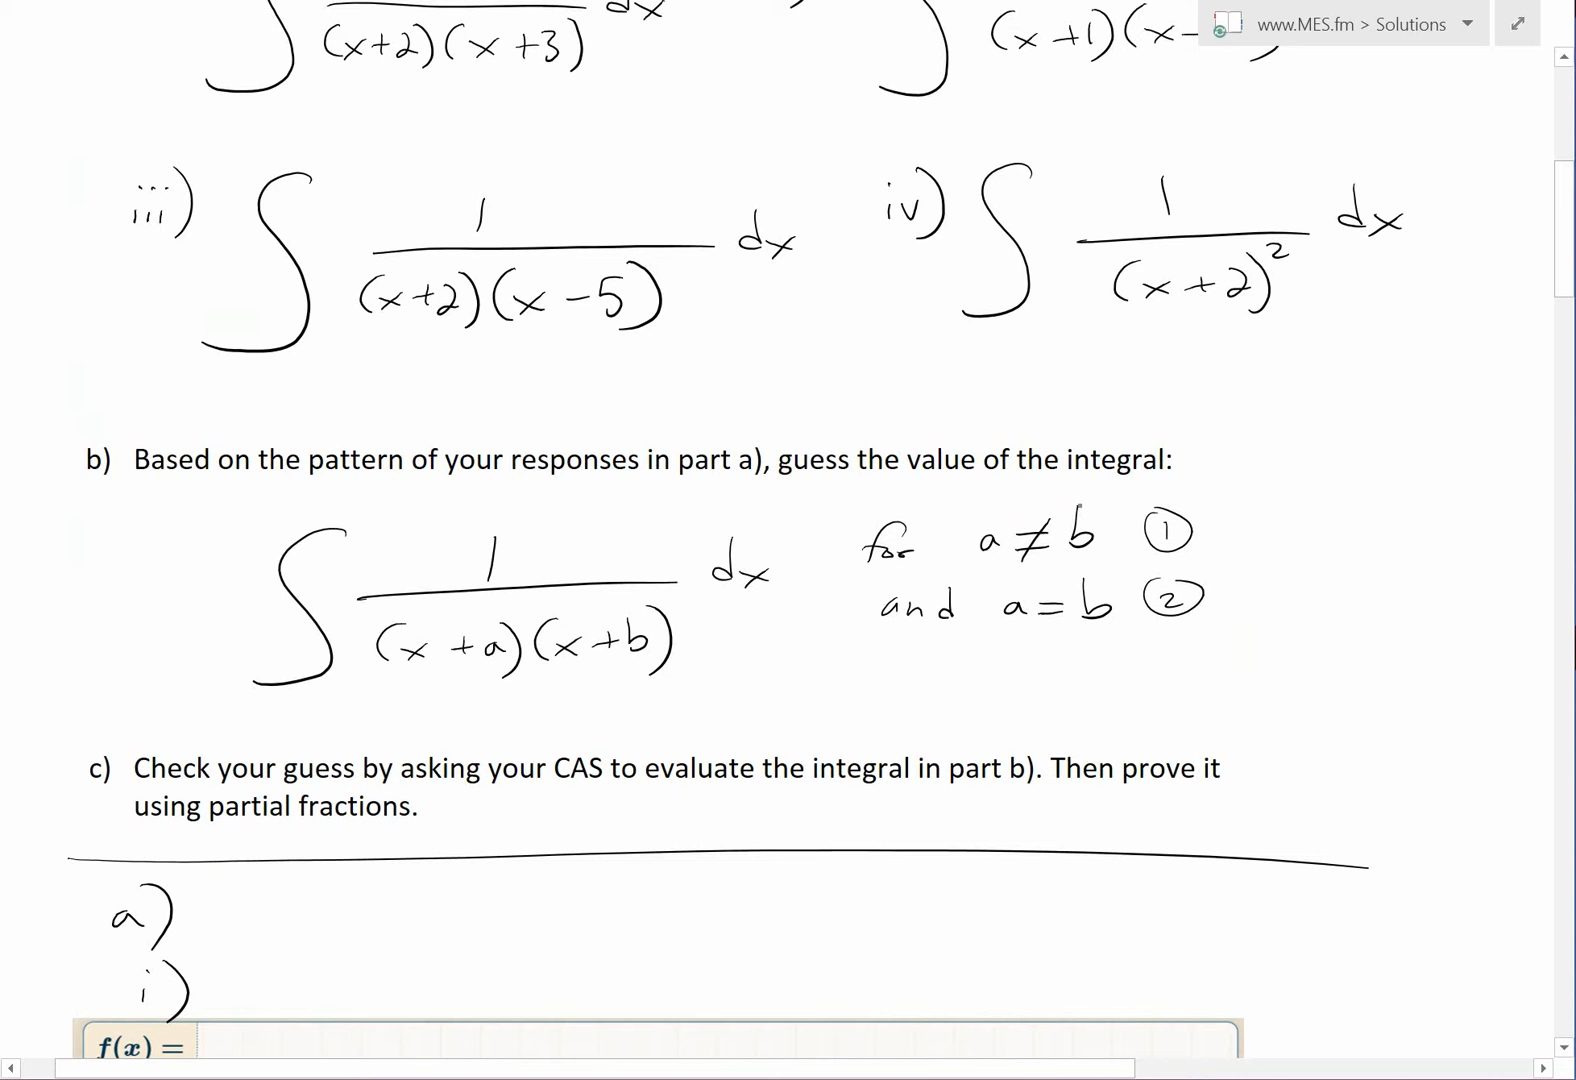 dx
(x+2)(x+3)
(x+1)(x-
www.MES.fm > Solutions
iii) ∫ 1 / (x+2)(x-5) dx
iv) ∫ 1 / (x+2)² dx
b) Based on the pattern of your responses in part a), guess the value of the integral:
∫ 1 / (x+a)(x+b) dx
for a ≠ b ①
and a = b ②
c) Check your guess by asking your CAS to evaluate the integral in part b). Then prove it
using partial fractions.
a)
i)
f(x) =